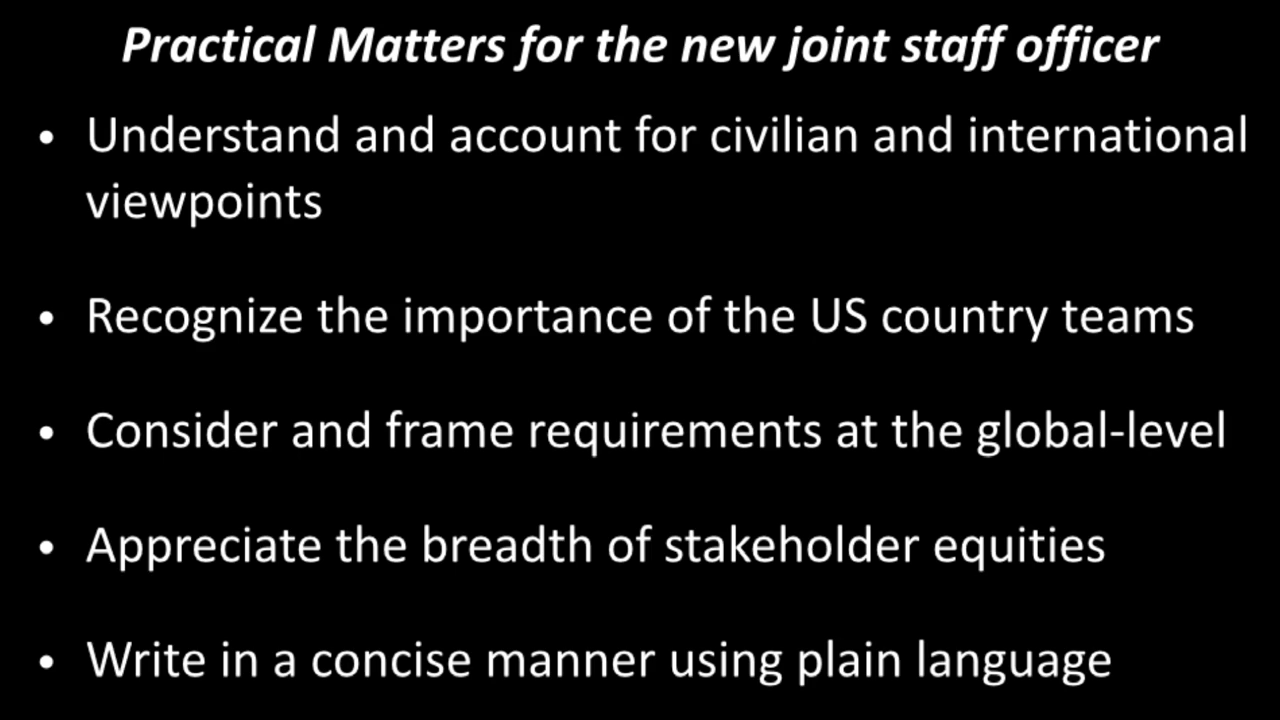 Practical Matters for the new joint staff officer
• Understand and account for civilian and international
viewpoints
• Recognize the importance of the US country teams
• Consider and frame requirements at the global-level
• Appreciate the breadth of stakeholder equities
• Write in a concise manner using plain language